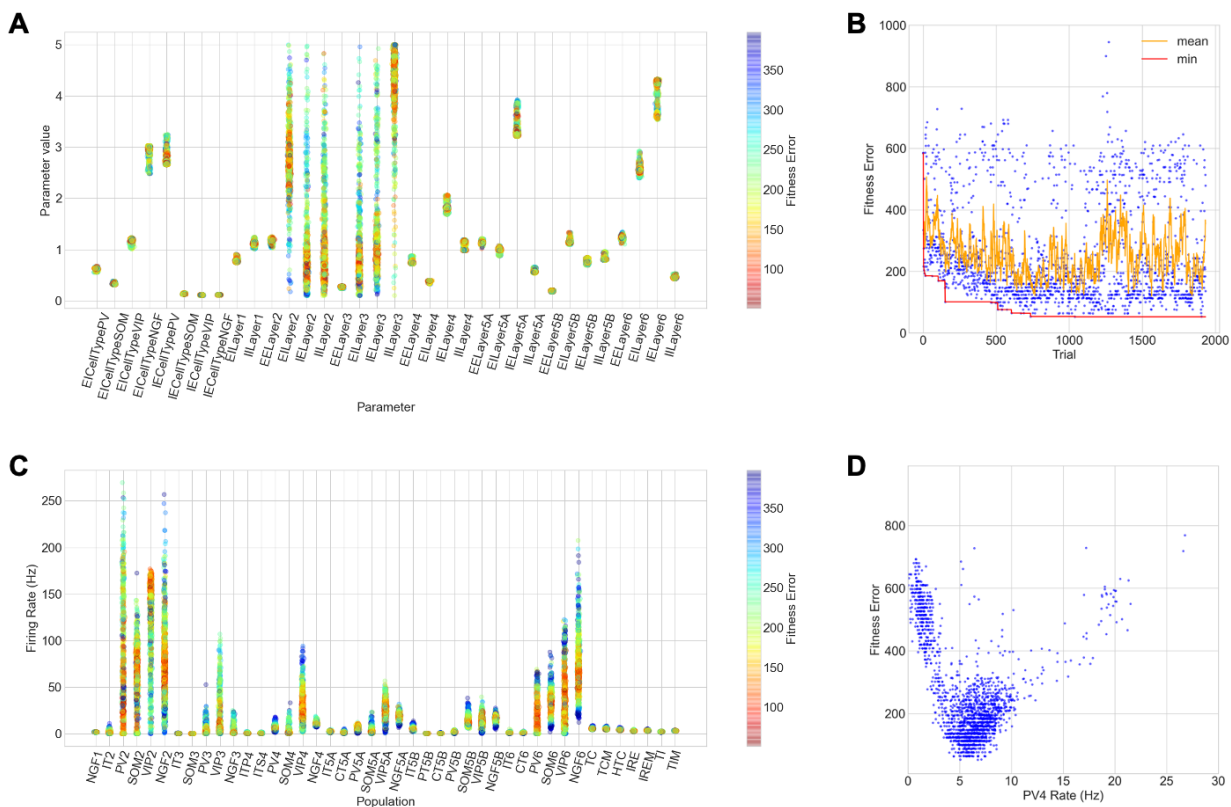 A
Parameter value
5
4
3
2
1
0
EICellTypePV
EICellTypeSOM
EICellTypeVIP
EICellTypeNGF
IECellTypePV
IECellTypeSOM
IECellTypeVIP
IECellTypeNGF
EILayer1
IILayer1
EELayer2
EILayer2
IELayer2
IILayer2
EELayer3
EILayer3
IELayer3
IILayer3
EELayer4
EILayer4
IELayer4
IILayer4
EELayer5A
EILayer5A
IELayer5A
IILayer5A
EELayer5B
EILayer5B
IELayer5B
IILayer5B
EELayer6
EILayer6
IELayer6
IILayer6
Parameter
350
300
250
200
150
100
Fitness Error
B
Fitness Error
1000
800
600
400
200
0
mean
min
0
500
1000
1500
2000
Trial
C
Firing Rate (Hz)
250
200
150
100
50
0
NGF1
IT2
PV2
SOM2
VIP2
NGF2
IT3
SOM3
PV3
VIP3
NGF3
ITP4
ITS4
PV4
SOM4
VIP4
NGF4
IT5A
CT5A
PV5A
SOM5A
VIP5A
NGF5A
IT5B
PT5B
CT5B
PV5B
SOM5B
VIP5B
NGF5B
IT6
CT6
PV6
SOM6
VIP6
NGF6
TC
TCM
HTC
IRE
IREM
TI
TIM
Population
350
300
250
200
150
100
Fitness Error
D
Fitness Error
800
600
400
200
0
5
10
15
20
25
30
PV4 Rate (Hz)